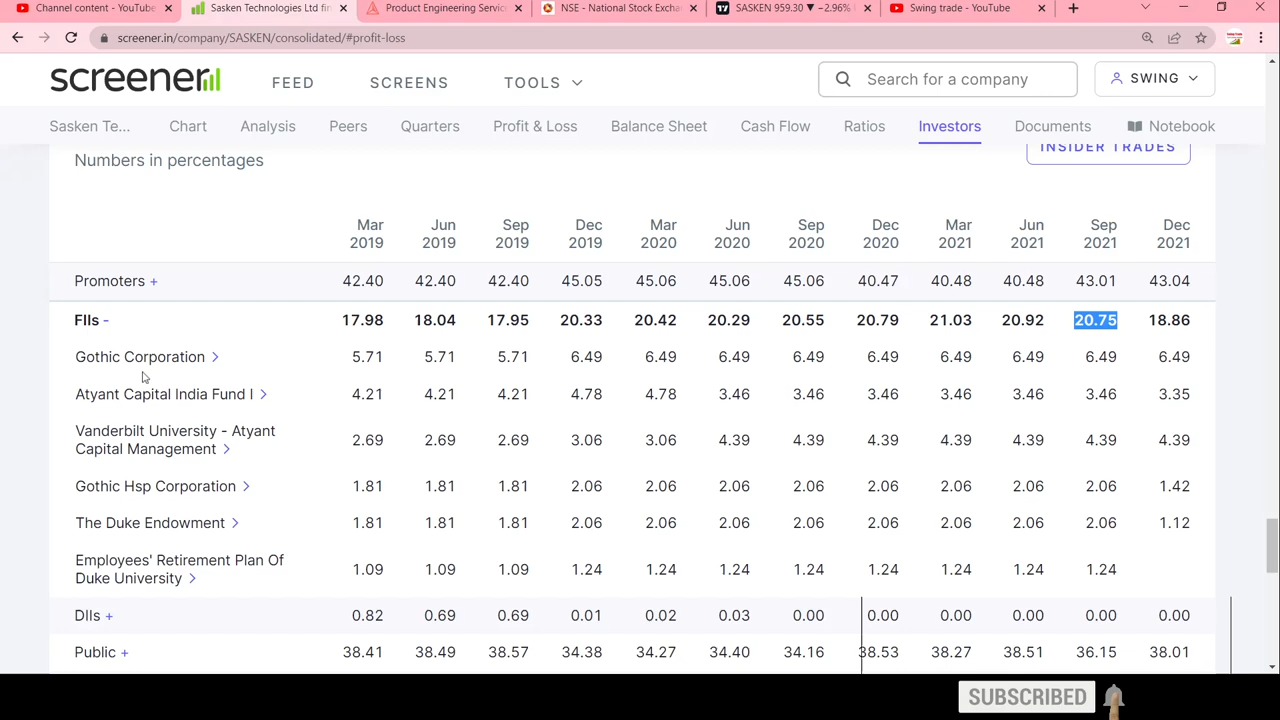 Channel content - YouTube
Sasken Technologies Ltd fin
Product Engineering Servic
NSE - National Stock Excha
SASKEN 959.30 ▼ −2.96%
Swing trade - YouTube
screener.in/company/SASKEN/consolidated/#profit-loss
screener
FEED SCREENS TOOLS
Search for a company
SWING
Sasken Te... Chart Analysis Peers Quarters Profit & Loss Balance Sheet Cash Flow Ratios Investors Documents Notebook
Numbers in percentages
INSIDER TRADES
Mar 2019 Jun 2019 Sep 2019 Dec 2019 Mar 2020 Jun 2020 Sep 2020 Dec 2020 Mar 2021 Jun 2021 Sep 2021 Dec 2021
Promoters + 42.40 42.40 42.40 45.05 45.06 45.06 45.06 40.47 40.48 40.48 43.01 43.04
FIIs - 17.98 18.04 17.95 20.33 20.42 20.29 20.55 20.79 21.03 20.92 20.75 18.86
Gothic Corporation 5.71 5.71 5.71 6.49 6.49 6.49 6.49 6.49 6.49 6.49 6.49 6.49
Atyant Capital India Fund I 4.21 4.21 4.21 4.78 4.78 3.46 3.46 3.46 3.46 3.46 3.46 3.35
Vanderbilt University - Atyant
Capital Management 2.69 2.69 2.69 3.06 3.06 4.39 4.39 4.39 4.39 4.39 4.39 4.39
Gothic Hsp Corporation 1.81 1.81 1.81 2.06 2.06 2.06 2.06 2.06 2.06 2.06 2.06 1.42
The Duke Endowment 1.81 1.81 1.81 2.06 2.06 2.06 2.06 2.06 2.06 2.06 2.06 1.12
Employees' Retirement Plan Of
Duke University 1.09 1.09 1.09 1.24 1.24 1.24 1.24 1.24 1.24 1.24 1.24
DIIs + 0.82 0.69 0.69 0.01 0.02 0.03 0.00 0.00 0.00 0.00 0.00 0.00
Public + 38.41 38.49 38.57 34.38 34.27 34.40 34.16 38.53 38.27 38.51 36.15 38.01
SUBSCRIBED